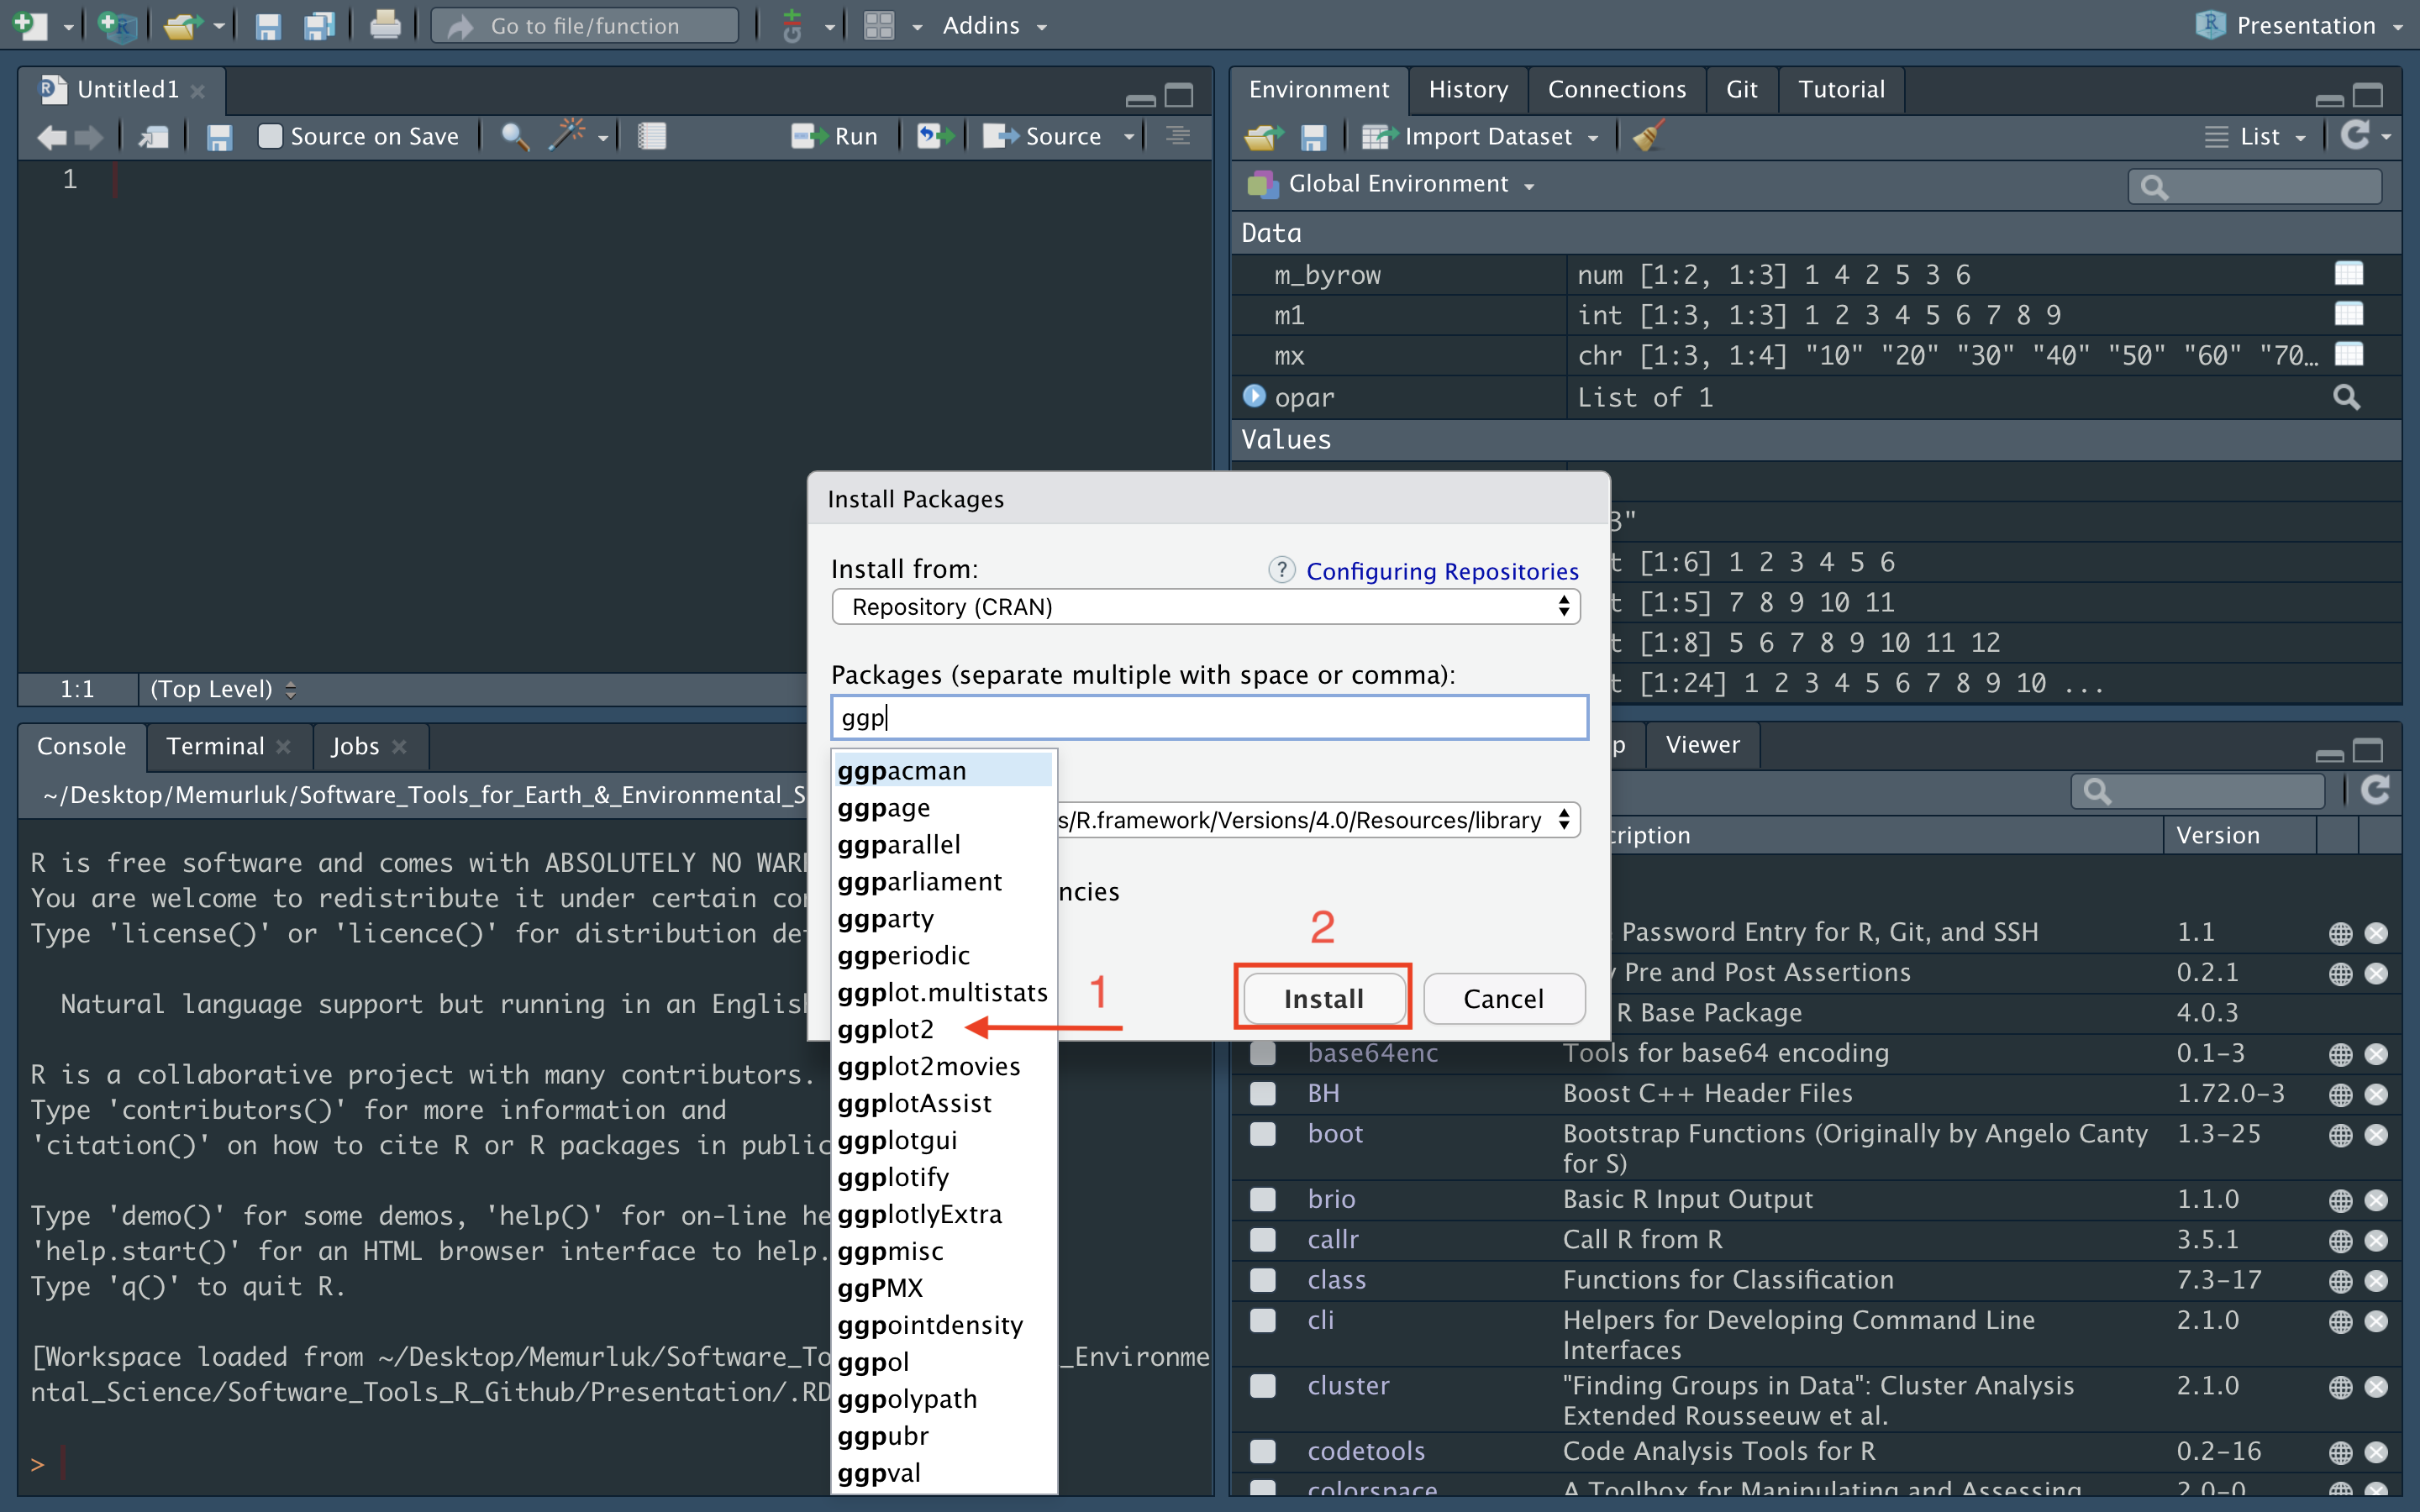 Go to file/function
Git
Addins
Presentation
Untitled1
Source on Save
Run
Source
1
1:1
(Top Level)
Environment
History
Connections
Git
Tutorial
Import Dataset
List
Global Environment
Data
m_byrow num [1:2, 1:3] 1 4 2 5 3 6
m1 int [1:3, 1:3] 1 2 3 4 5 6 7 8 9
mx chr [1:3, 1:4] "10" "20" "30" "40" "50" "60" "70…
opar List of 1
Values
3"
t [1:6] 1 2 3 4 5 6
t [1:5] 7 8 9 10 11
t [1:8] 5 6 7 8 9 10 11 12
t [1:24] 1 2 3 4 5 6 7 8 9 10 ...
Install Packages
Install from:
? Configuring Repositories
Repository (CRAN)
Packages (separate multiple with space or comma):
ggp
ggpacman
ggpage
ggparallel
ggparliament
ggparty
ggperiodic
ggplot.multistats
ggplot2
ggplot2movies
ggplotAssist
ggplotgui
ggplotify
ggplotlyExtra
ggpmisc
ggPMX
ggpointdensity
ggpol
ggpolypath
ggpubr
ggpval
s/R.framework/Versions/4.0/Resources/library
ncies
1
2
Install
Cancel
Console
Terminal
Jobs
~/Desktop/Memurluk/Software_Tools_for_Earth_&_Environmental_S
R is free software and comes with ABSOLUTELY NO WARR
You are welcome to redistribute it under certain con
Type 'license()' or 'licence()' for distribution det
Natural language support but running in an English
R is a collaborative project with many contributors.
Type 'contributors()' for more information and
'citation()' on how to cite R or R packages in public
Type 'demo()' for some demos, 'help()' for on-line he
'help.start()' for an HTML browser interface to help.
Type 'q()' to quit R.
[Workspace loaded from ~/Desktop/Memurluk/Software_To _Environme
ntal_Science/Software_Tools_R_Github/Presentation/.RD
>
p
Viewer
cription
Version
Password Entry for R, Git, and SSH 1.1
y Pre and Post Assertions 0.2.1
R Base Package 4.0.3
base64enc Tools for base64 encoding 0.1-3
BH Boost C++ Header Files 1.72.0-3
boot Bootstrap Functions (Originally by Angelo Canty 1.3-25
for S)
brio Basic R Input Output 1.1.0
callr Call R from R 3.5.1
class Functions for Classification 7.3-17
cli Helpers for Developing Command Line 2.1.0
Interfaces
cluster "Finding Groups in Data": Cluster Analysis 2.1.0
Extended Rousseeuw et al.
codetools Code Analysis Tools for R 0.2-16
colorspace A Toolbox for Manipulating and Assessing 2.0-0